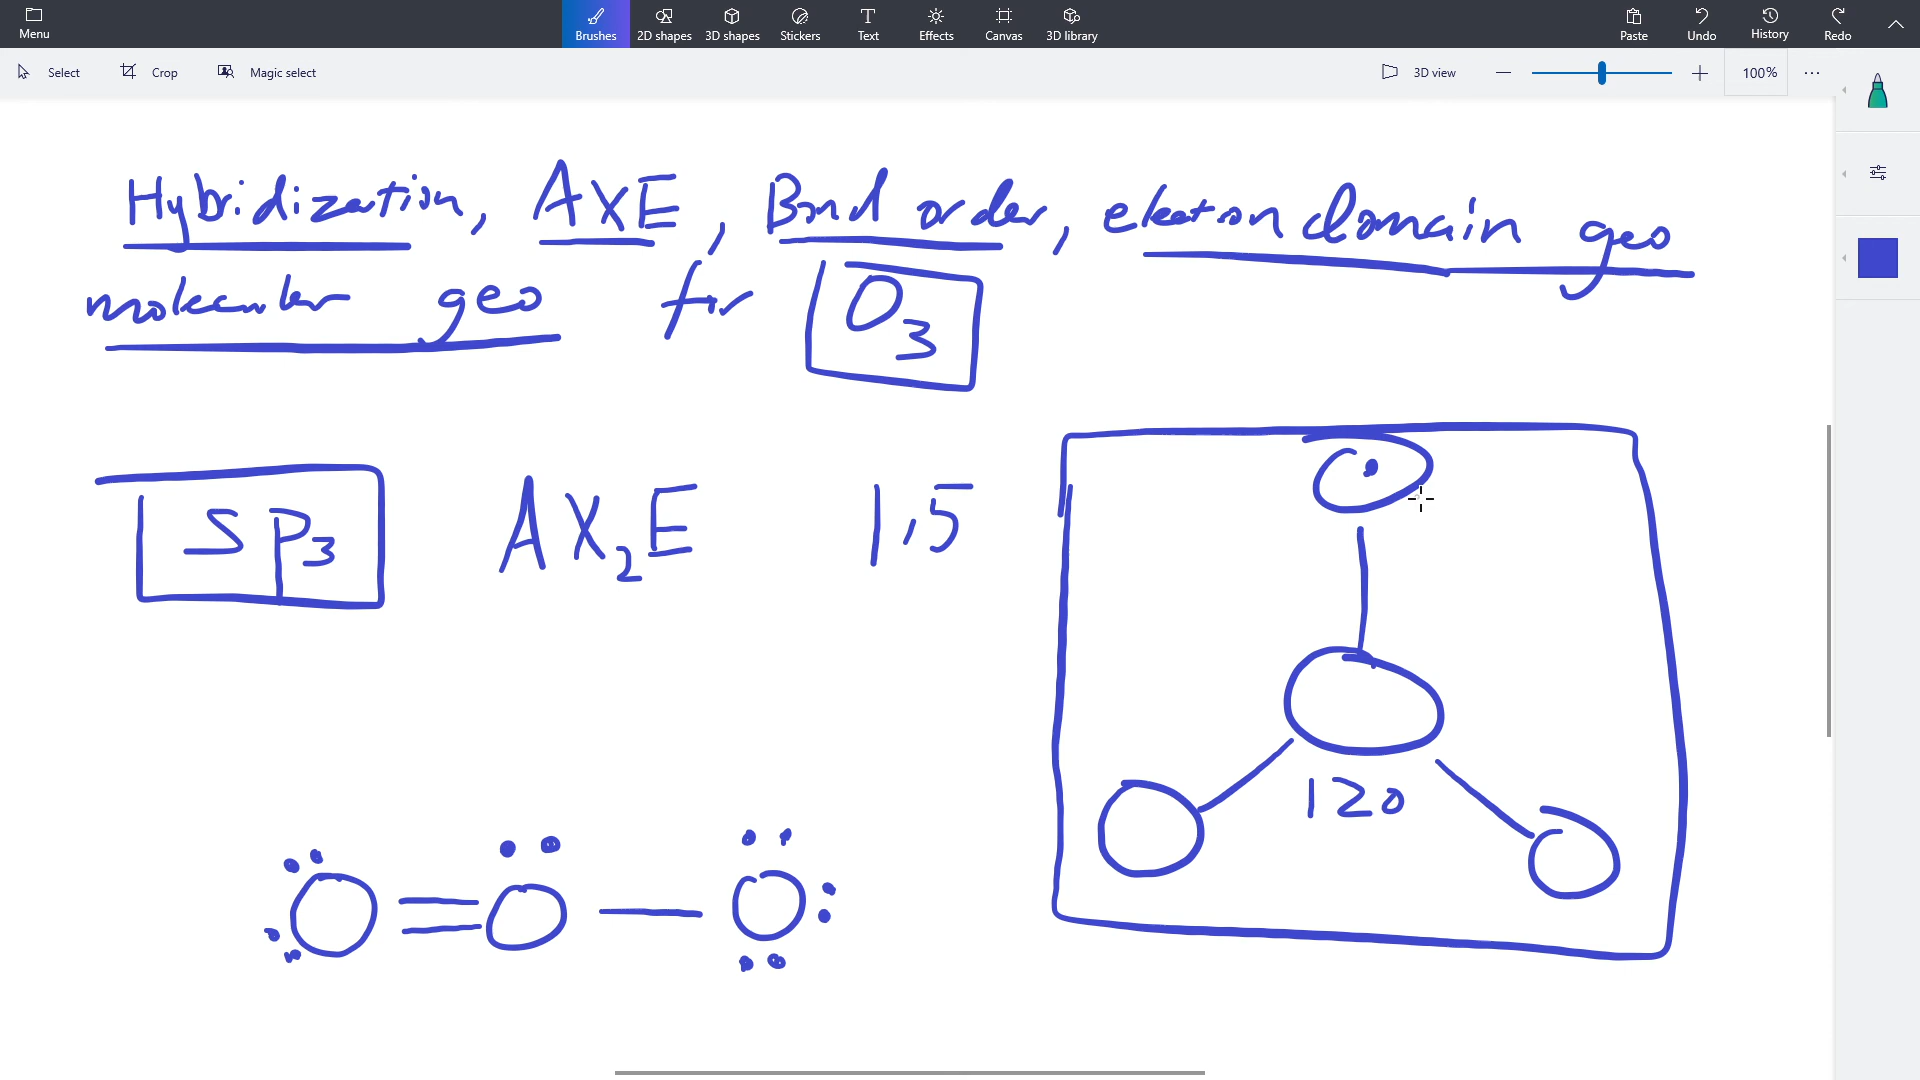 Menu Brushes 2D shapes 3D shapes Stickers Text Effects Canvas 3D library Paste Undo History Redo
Select Crop Magic select 3D view 100%
Hybridization, AXE, Bond order, electron domain geo
molecular geo for O3
SP3 AX2E 1,5
120
O=O-O